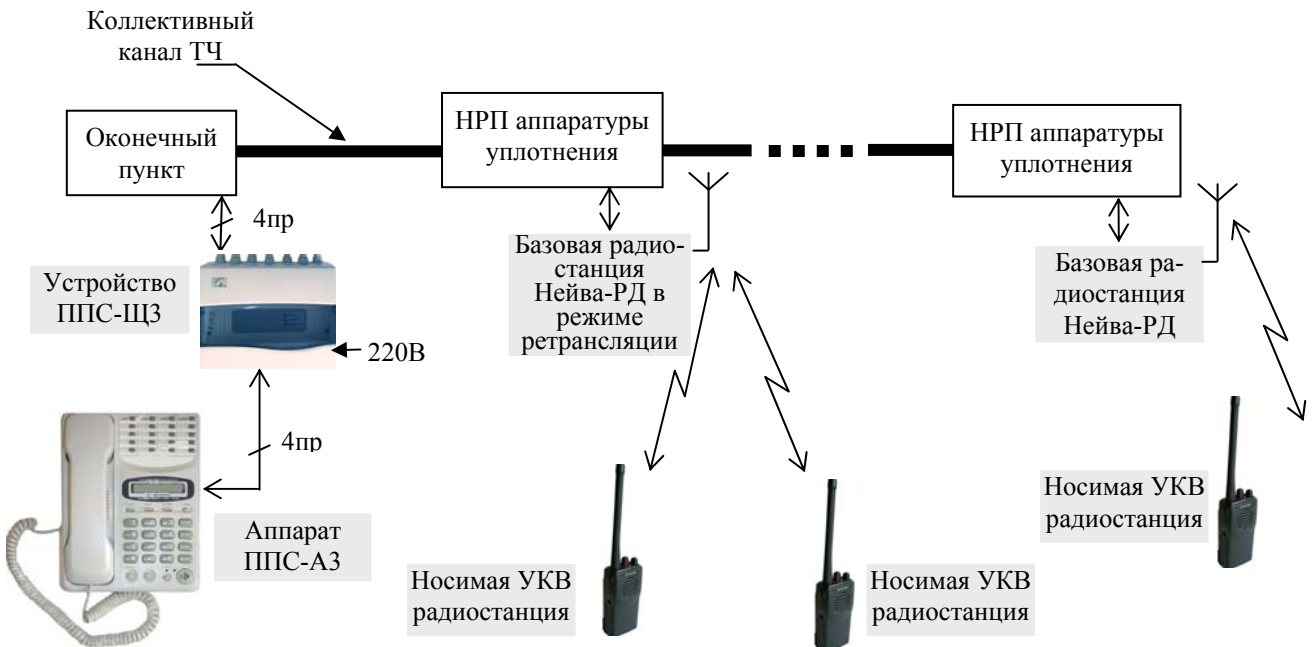 Коллективный
канал ТЧ
Оконечный
пункт
НРП аппаратуры
уплотнения
НРП аппаратуры
уплотнения
4пр
Устройство
ППС-ЩЗ
220В
Базовая радио-
станция
Нейва-РД в
режиме
ретрансляции
Базовая ра-
диостанция
Нейва-РД
4пр
Аппарат
ППС-АЗ
Носимая УКВ
радиостанция
Носимая УКВ
радиостанция
Носимая УКВ
радиостанция